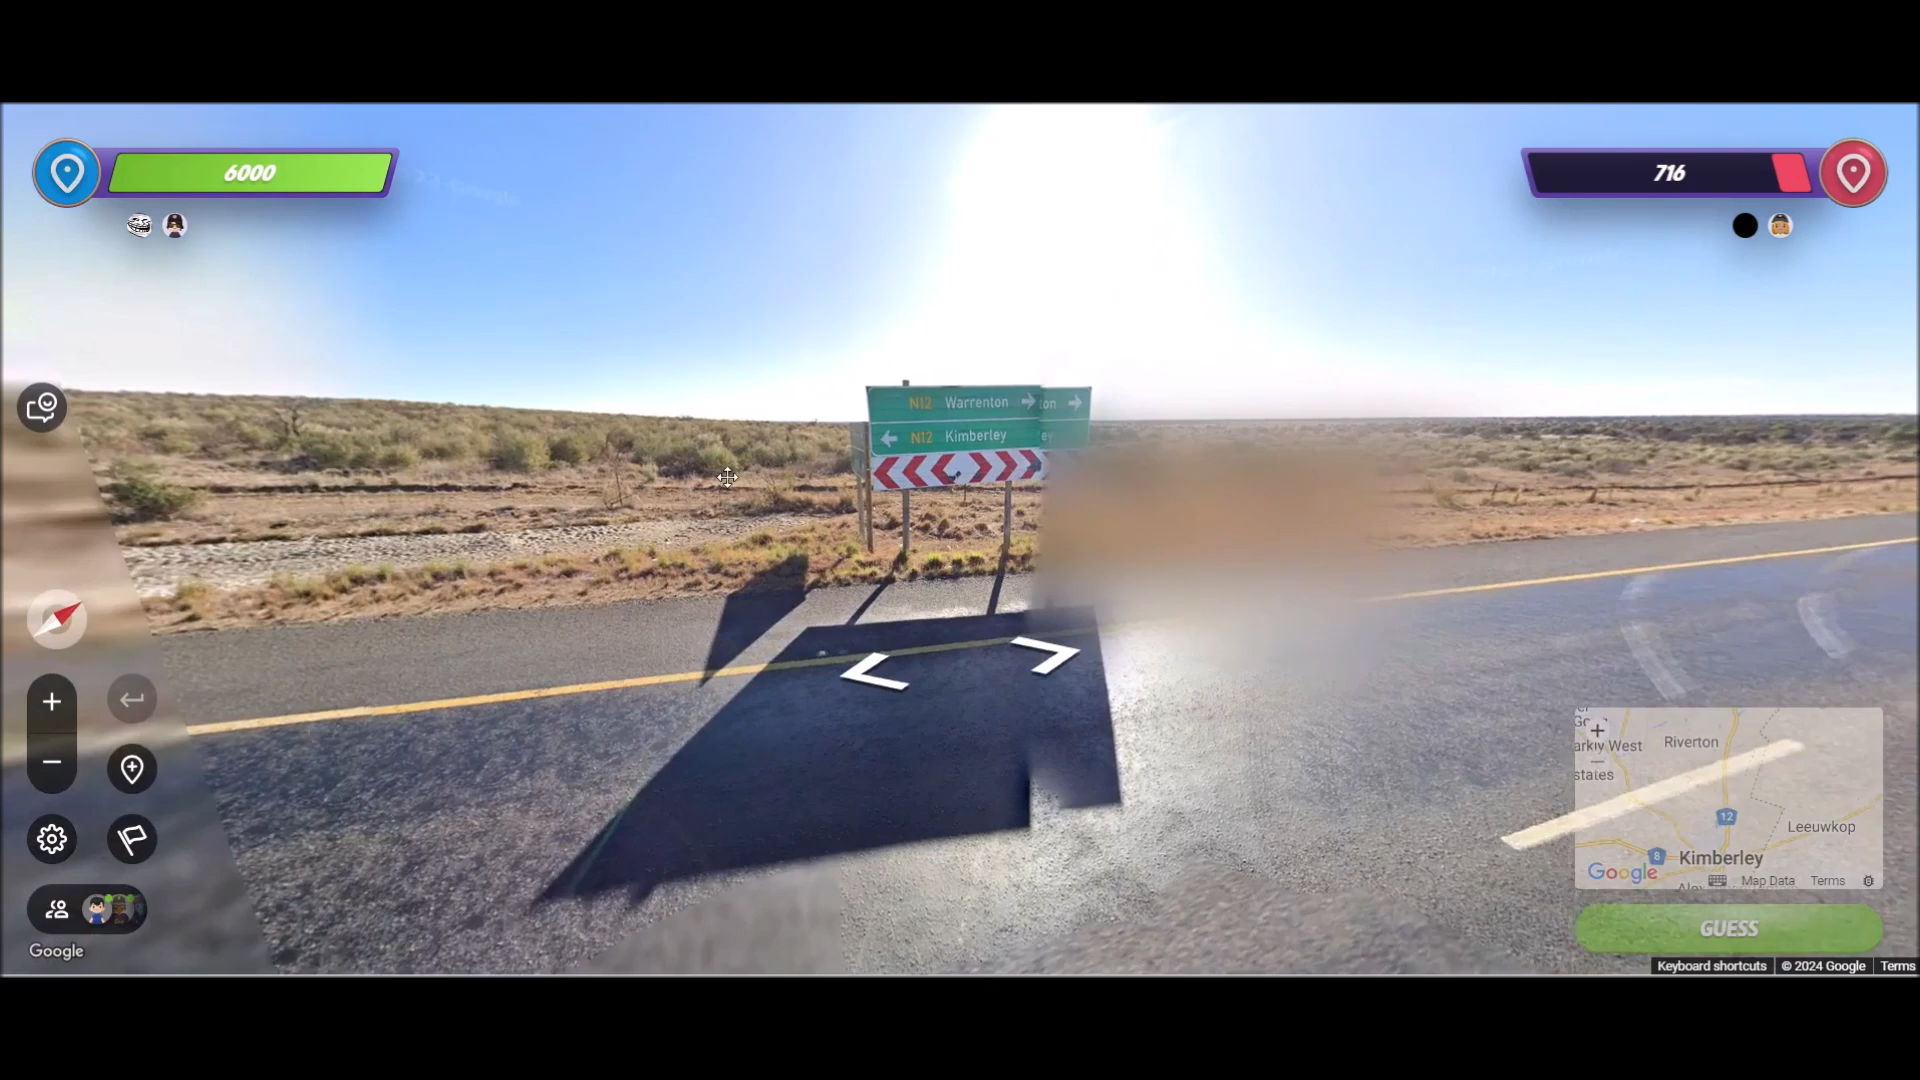 6000
716
N12 Warrenton
ton
N12 Kimberley
ey
arkly West
Riverton
states
12
Leeuwkop
8
Kimberley
Google
Map Data
Terms
GUESS
Google
Keyboard shortcuts
© 2024 Google
Terms